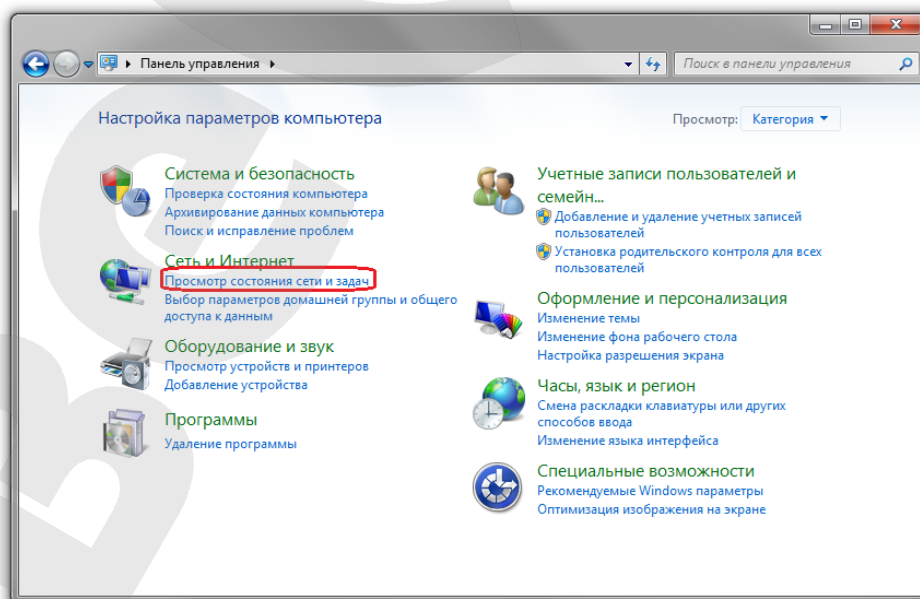 Панель управления
Поиск в панели управления
Настройка параметров компьютера
Просмотр: Категория
Система и безопасность
Проверка состояния компьютера
Архивирование данных компьютера
Поиск и исправление проблем
Сеть и Интернет
Просмотр состояния сети и задач
Выбор параметров домашней группы и общего
доступа к данным
Оборудование и звук
Просмотр устройств и принтеров
Добавление устройства
Программы
Удаление программы
Учетные записи пользователей и
семейн...
Добавление и удаление учетных записей
пользователей
Установка родительского контроля для всех
пользователей
Оформление и персонализация
Изменение темы
Изменение фона рабочего стола
Настройка разрешения экрана
Часы, язык и регион
Смена раскладки клавиатуры или других
способов ввода
Изменение языка интерфейса
Специальные возможности
Рекомендуемые Windows параметры
Оптимизация изображения на экране